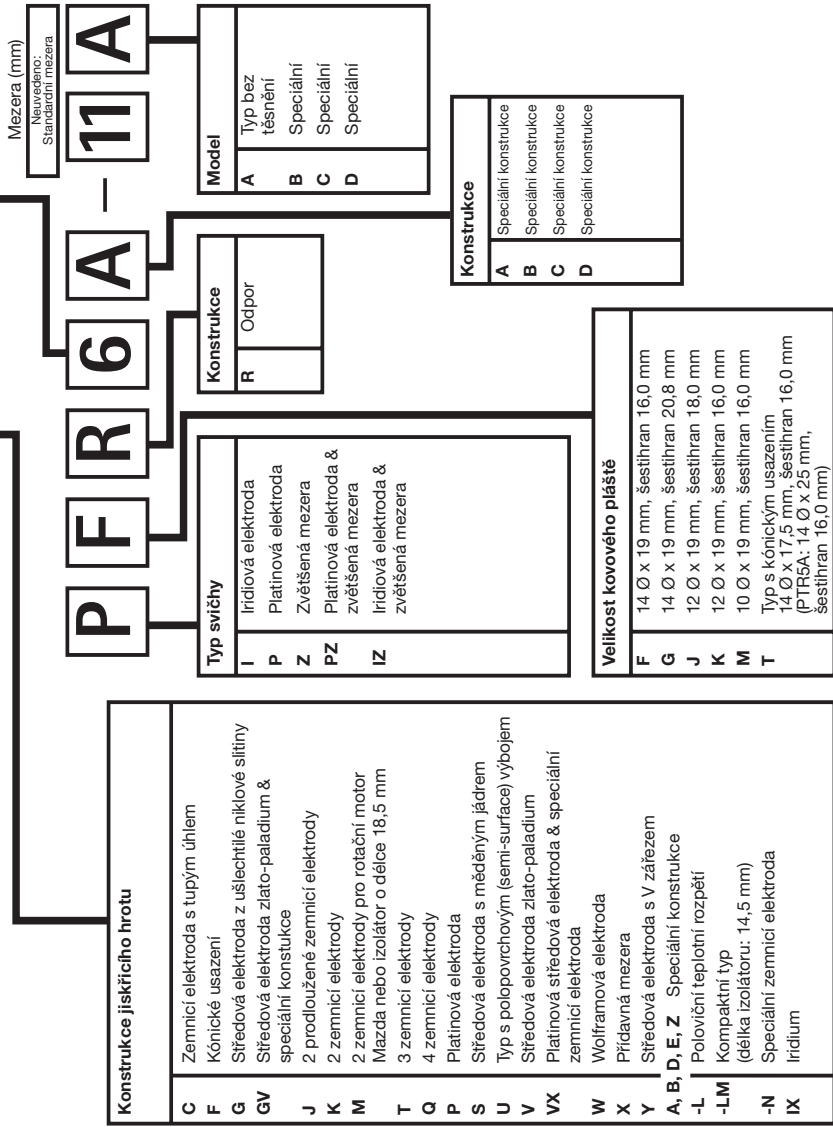 Mezera (mm)
Neuvedeno:
Standardní mezera
P F R 6 A – 11 A
Konstrukce jiskřicího hrotu
C Zemnicí elektroda s tupým úhlem
F Kónické usazení
G Středová elektroda z ušlechtilé niklové slitiny
GV Středová elektroda zlato-paladium &
speciální konstukce
J 2 prodloužené zemnicí elektrody
K 2 zemnicí elektrody
M 2 zemnicí elektrody pro rotační motor
Mazda nebo izolátor o délce 18,5 mm
T 3 zemnicí elektrody
Q 4 zemnicí elektrody
P Platinová elektroda
S Středová elektroda s měděným jádrem
U Typ s polopovrchovým (semi-surface) výbojem
V Středová elektroda zlato-paladium
VX Platinová středová elektroda & speciální
zemnicí elektroda
W Wolframová elektroda
X Přídavná mezera
Y Středová elektroda s V zářezem
A, B, D, E, Z Speciální konstrukce
-L Poloviční teplotní rozpětí
-LM Kompaktní typ
(délka izolátoru: 14,5 mm)
-N Speciální zemnicí elektroda
IX Iridium
Typ svíčhy
I Iridiová elektroda
P Platinová elektroda
Z Zvětšená mezera
PZ Platinová elektroda &
zvětšená mezera
IZ Iridiová elektroda &
zvětšená mezera
Konstrukce
R Odpor
Model
A Typ bez
těsnění
B Speciální
C Speciální
D Speciální
Konstrukce
A Speciální konstrukce
B Speciální konstrukce
C Speciální konstrukce
D Speciální konstrukce
Velikost kovového pláště
F 14 Ø x 19 mm, šestihran 16,0 mm
G 14 Ø x 19 mm, šestihran 20,8 mm
J 12 Ø x 19 mm, šestihran 18,0 mm
K 12 Ø x 19 mm, šestihran 16,0 mm
M 10 Ø x 19 mm, šestihran 16,0 mm
T Typ s kónickým usazením
14 Ø x 17,5 mm, šestihran 16,0 mm
(PTR5A: 14 Ø x 25 mm,
šestihran 16,0 mm)